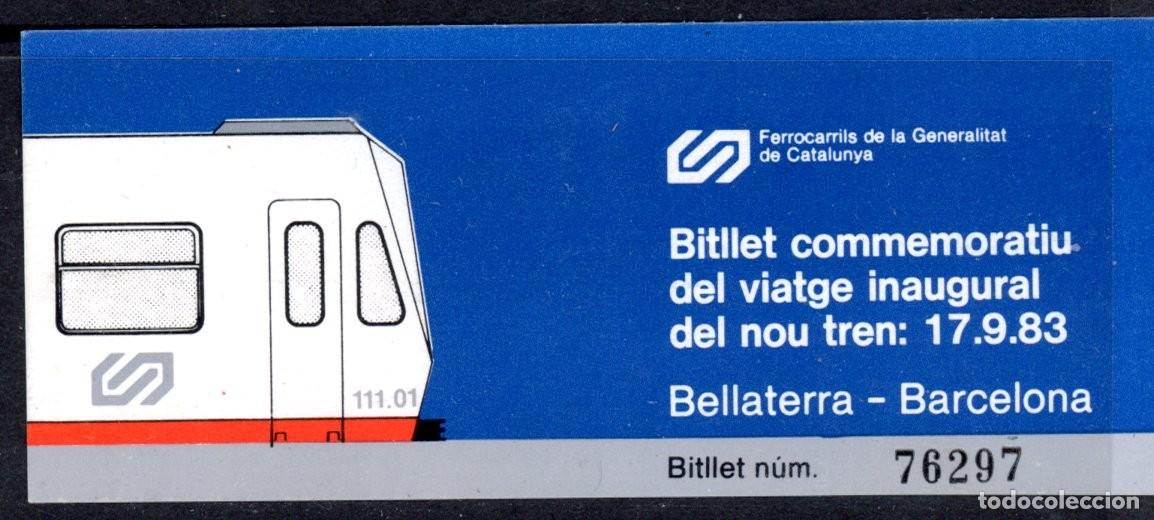 Ferrocarrils de la Generalitat
de Catalunya
Bitllet commemoratiu
del viatge inaugural
del nou tren: 17.9.83
Bellaterra - Barcelona
111.01
Bitllet núm. 76297
todocoleccion